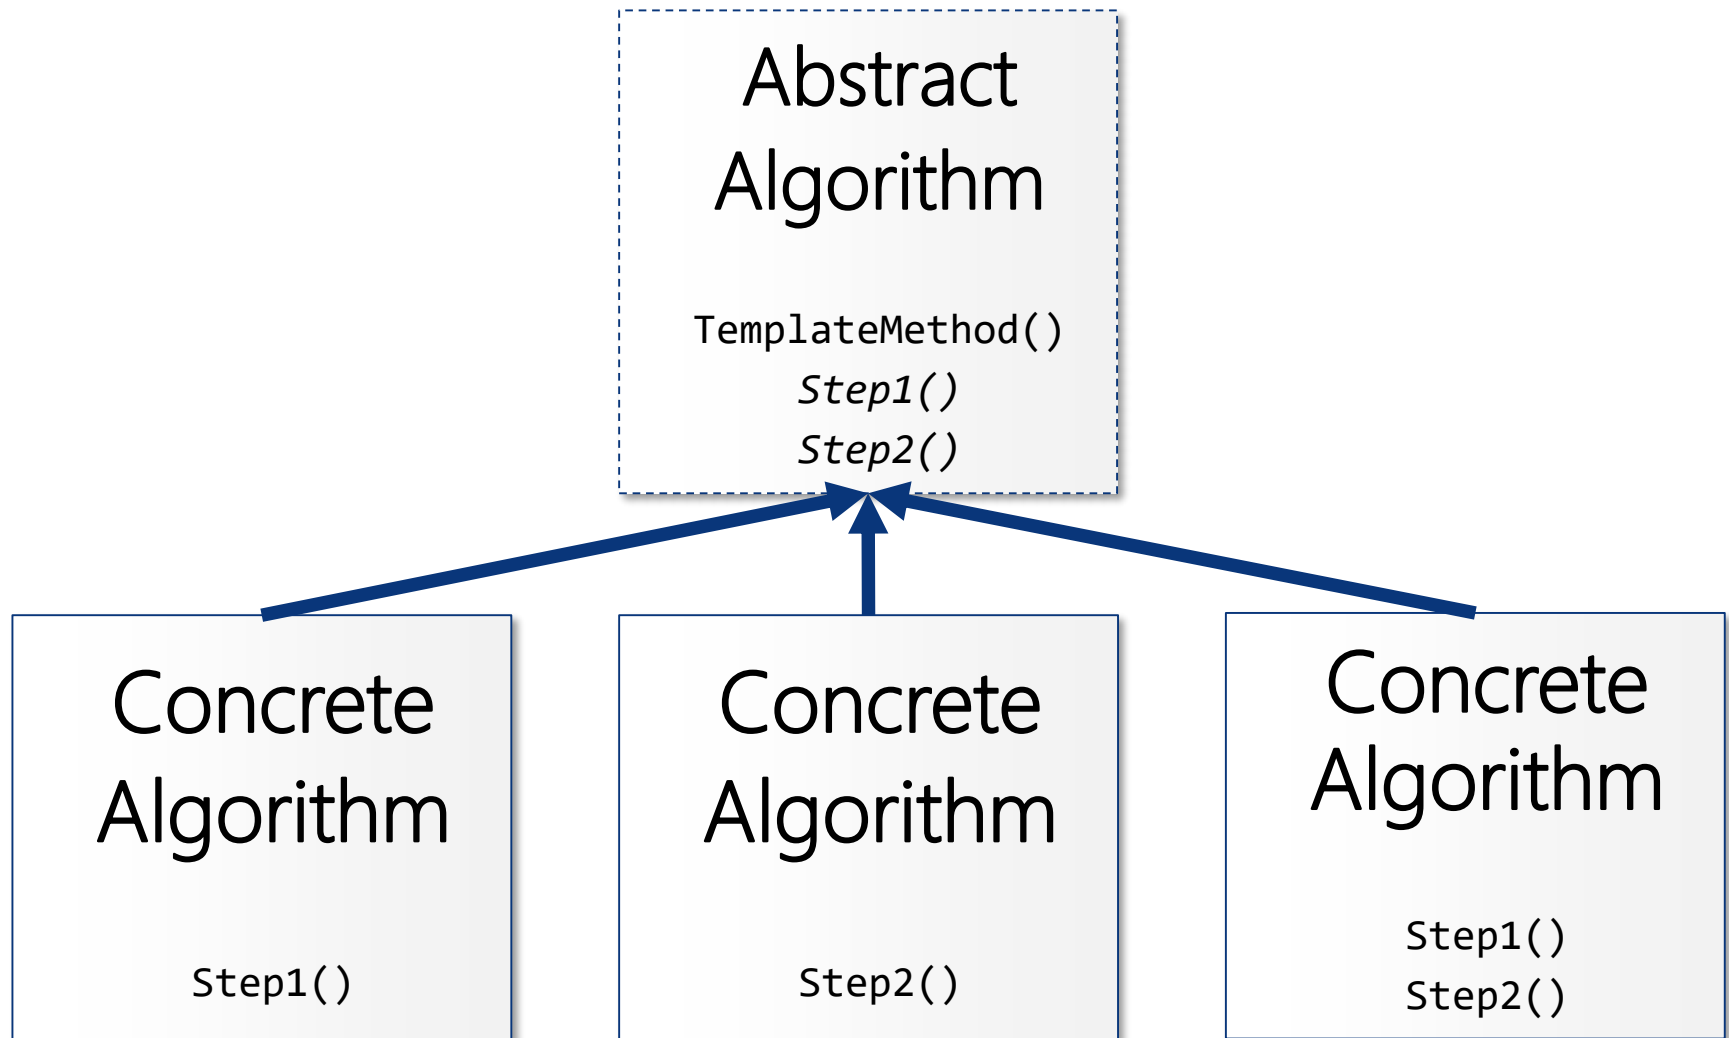 Abstract
Algorithm
TemplateMethod()
Step1()
Step2()
Concrete
Algorithm
Step1()
Concrete
Algorithm
Step2()
Concrete
Algorithm
Step1()
Step2()